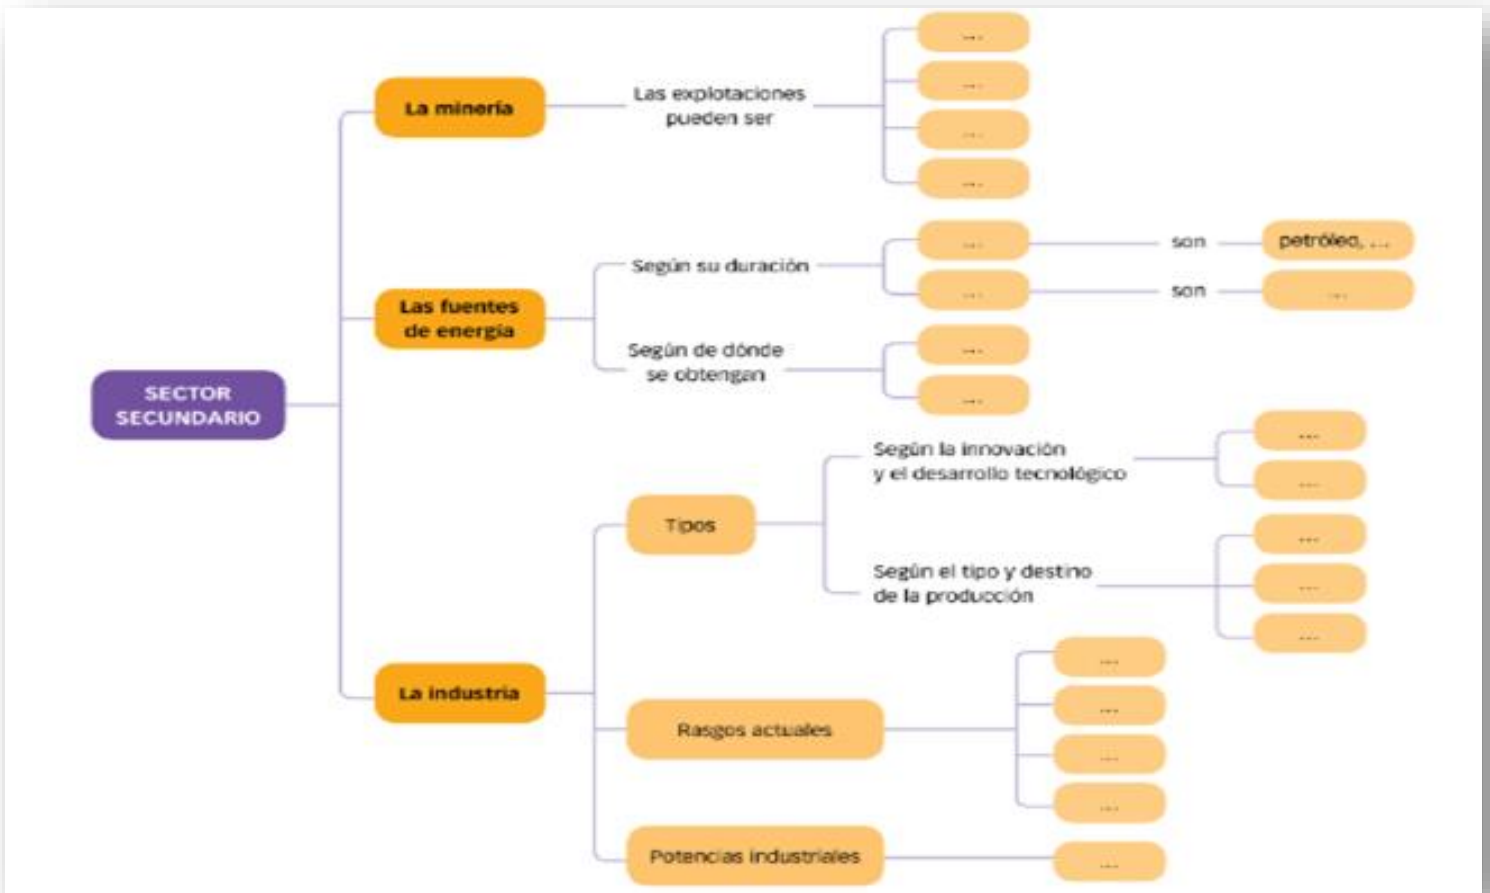 ...
...
La minería
Las explotaciones
pueden ser
...
...
...
son
petróleo, ...
Según su duración
...
son
...
Las fuentes
de energía
Según de dónde
se obtengan
...
...
SECTOR
SECUNDARIO
Según la innovación
y el desarrollo tecnológico
...
...
Tipos
...
Según el tipo y destino
de la producción
...
...
La industria
...
...
Rasgos actuales
...
...
Potencias industriales
...